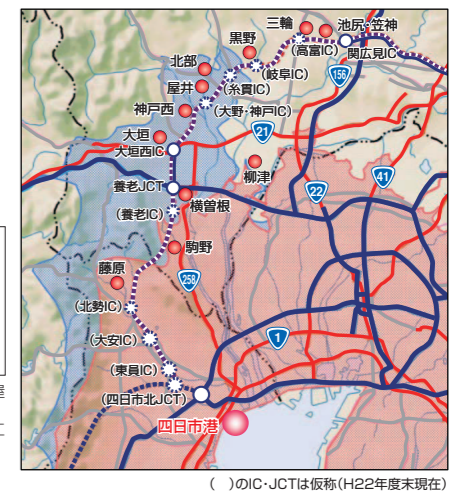 三輪
池尻・笠神
黒野
(高富IC)
関広見IC
北部
(岐阜IC)
156
屋井
(糸貫IC)
神戸西
(大野・神戸IC)
大垣
21
大垣西IC
柳津
41
養老JCT
22
横曽根
(養老IC)
駒野
藤原
258
(北勢IC)
(大安IC)
1
(東員IC)
(四日市北JCT)
四日市港
( )のIC・JCTは仮称(H22年度末現在)